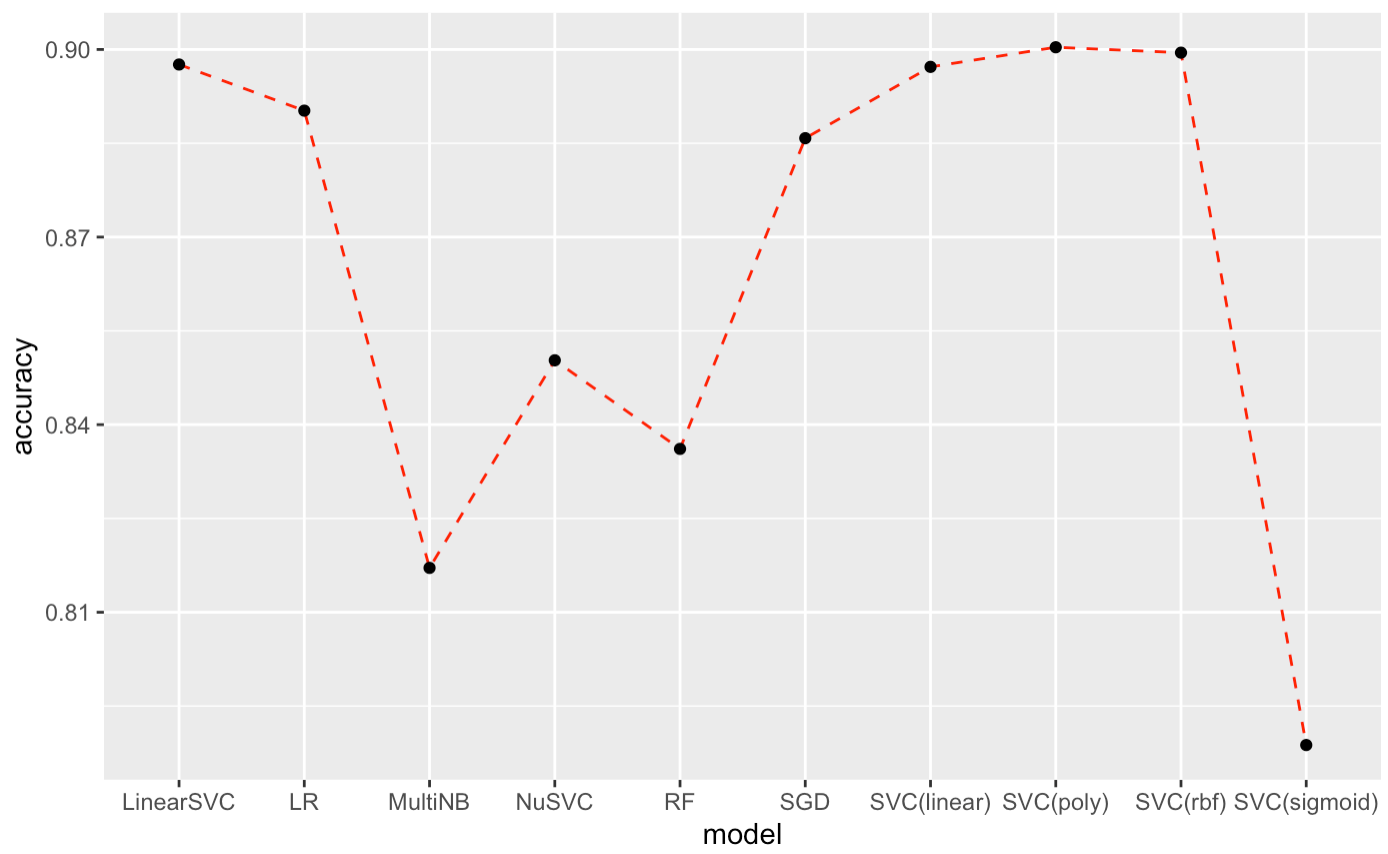 0.90
0.87
0.84
0.81
accuracy
LinearSVC LR MultiNB NuSVC RF SGD SVC(linear) SVC(poly) SVC(rbf) SVC(sigmoid)
model